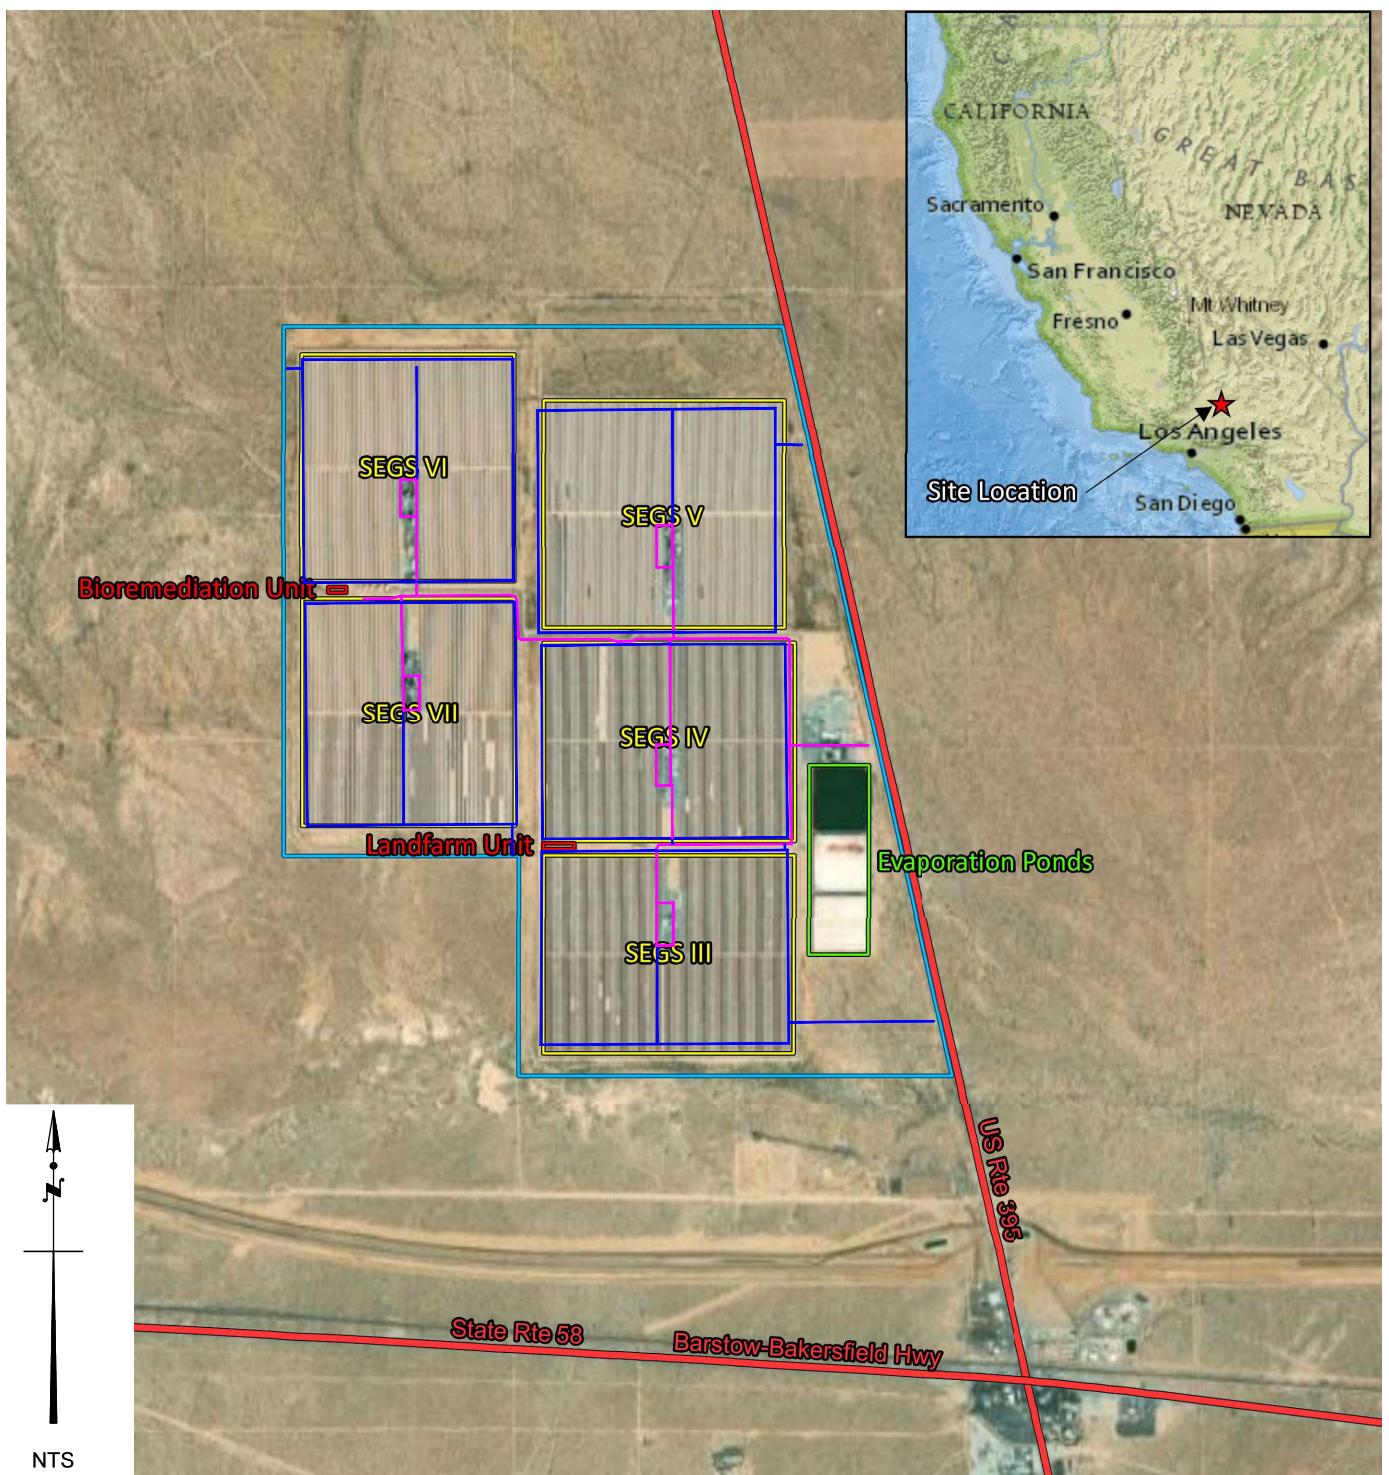 C A
CALIFORNIA
GREAT BAS
Sacramento
NEVADA
San Francisco
Mt Whitney
Fresno
Las Vegas
Los Angeles
Site Location
San Diego
SEGS VI
SEGS V
Bioremediation Unit
SEGS VII
SEGS IV
Landfarm Unit
Evaporation Ponds
SEGS III
US Rte 395
N
State Rte 58
Barstow-Bakersfield Hwy
NTS